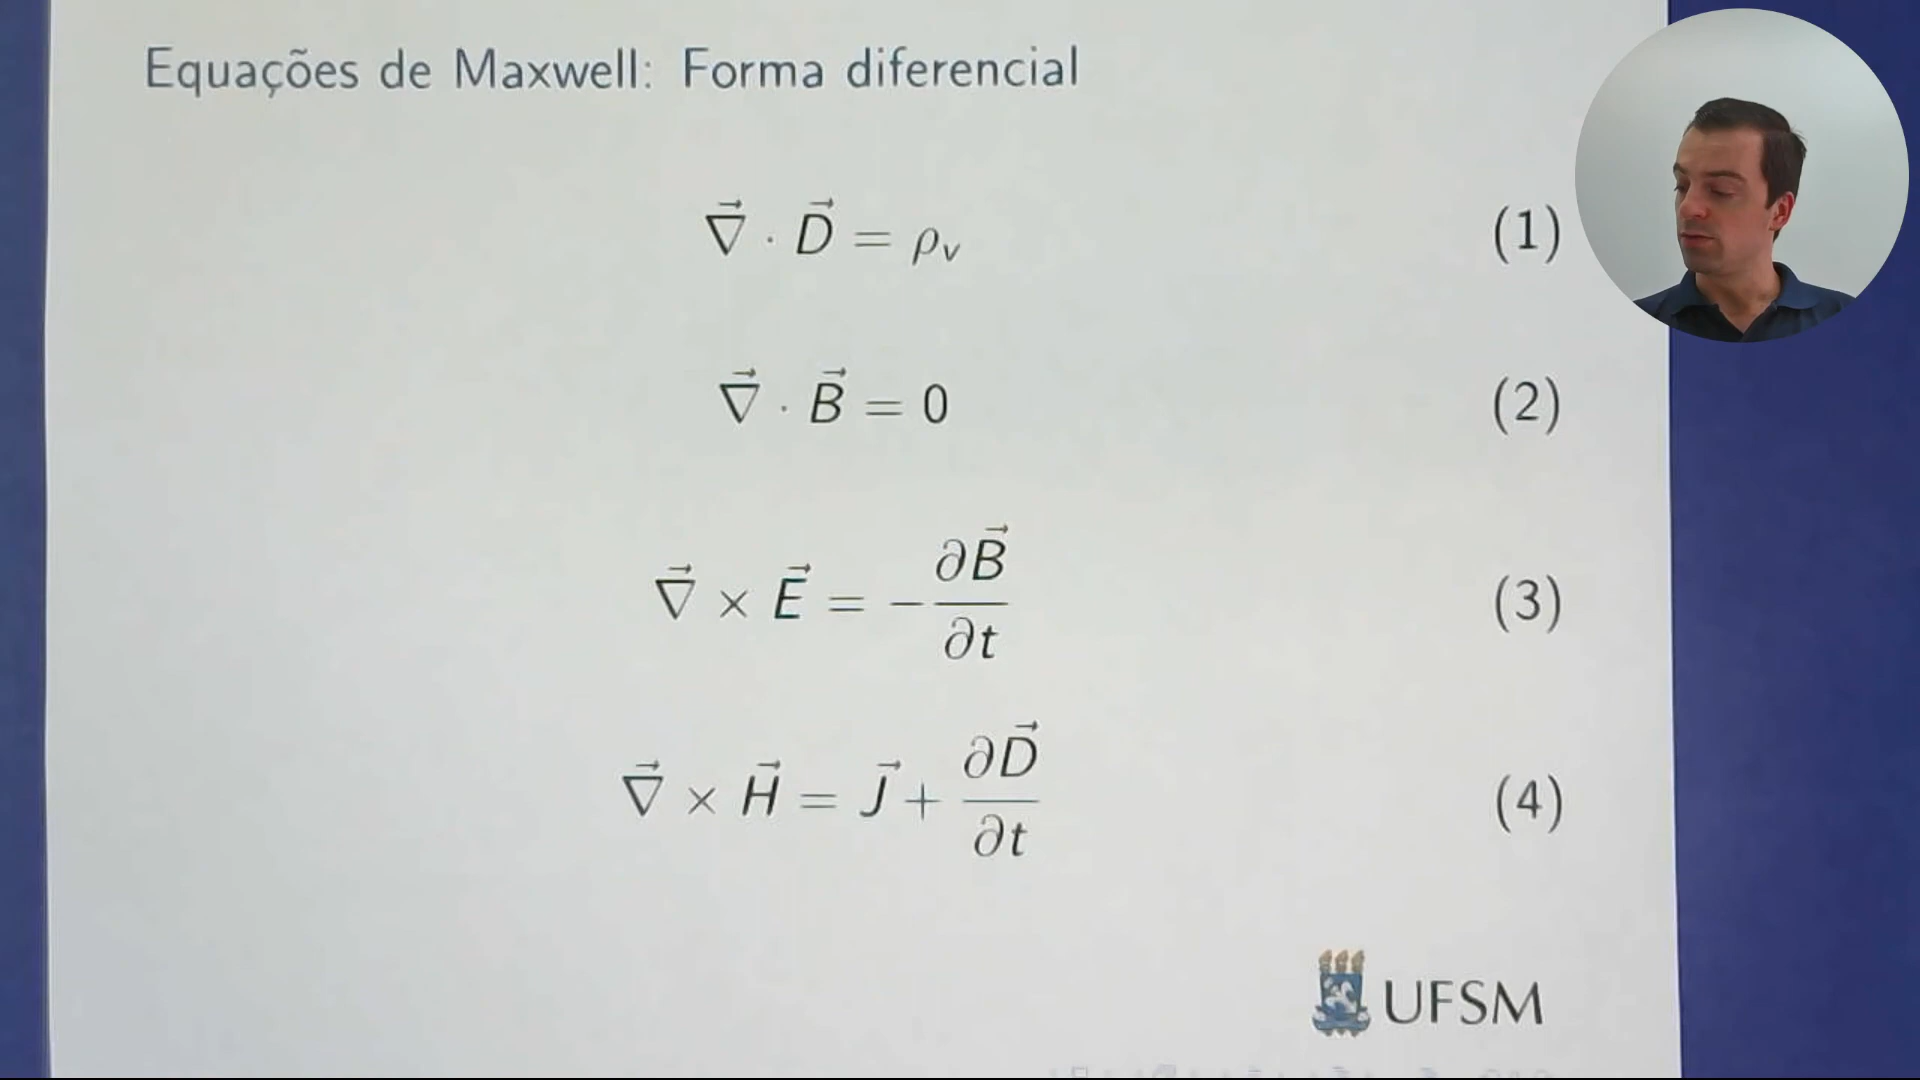 Equações de Maxwell: Forma diferencial
∇⃗ · D⃗ = ρᵥ (1)
∇⃗ · B⃗ = 0 (2)
∇⃗ × E⃗ = −∂B⃗/∂t (3)
∇⃗ × H⃗ = J⃗ + ∂D⃗/∂t (4)
UFSM